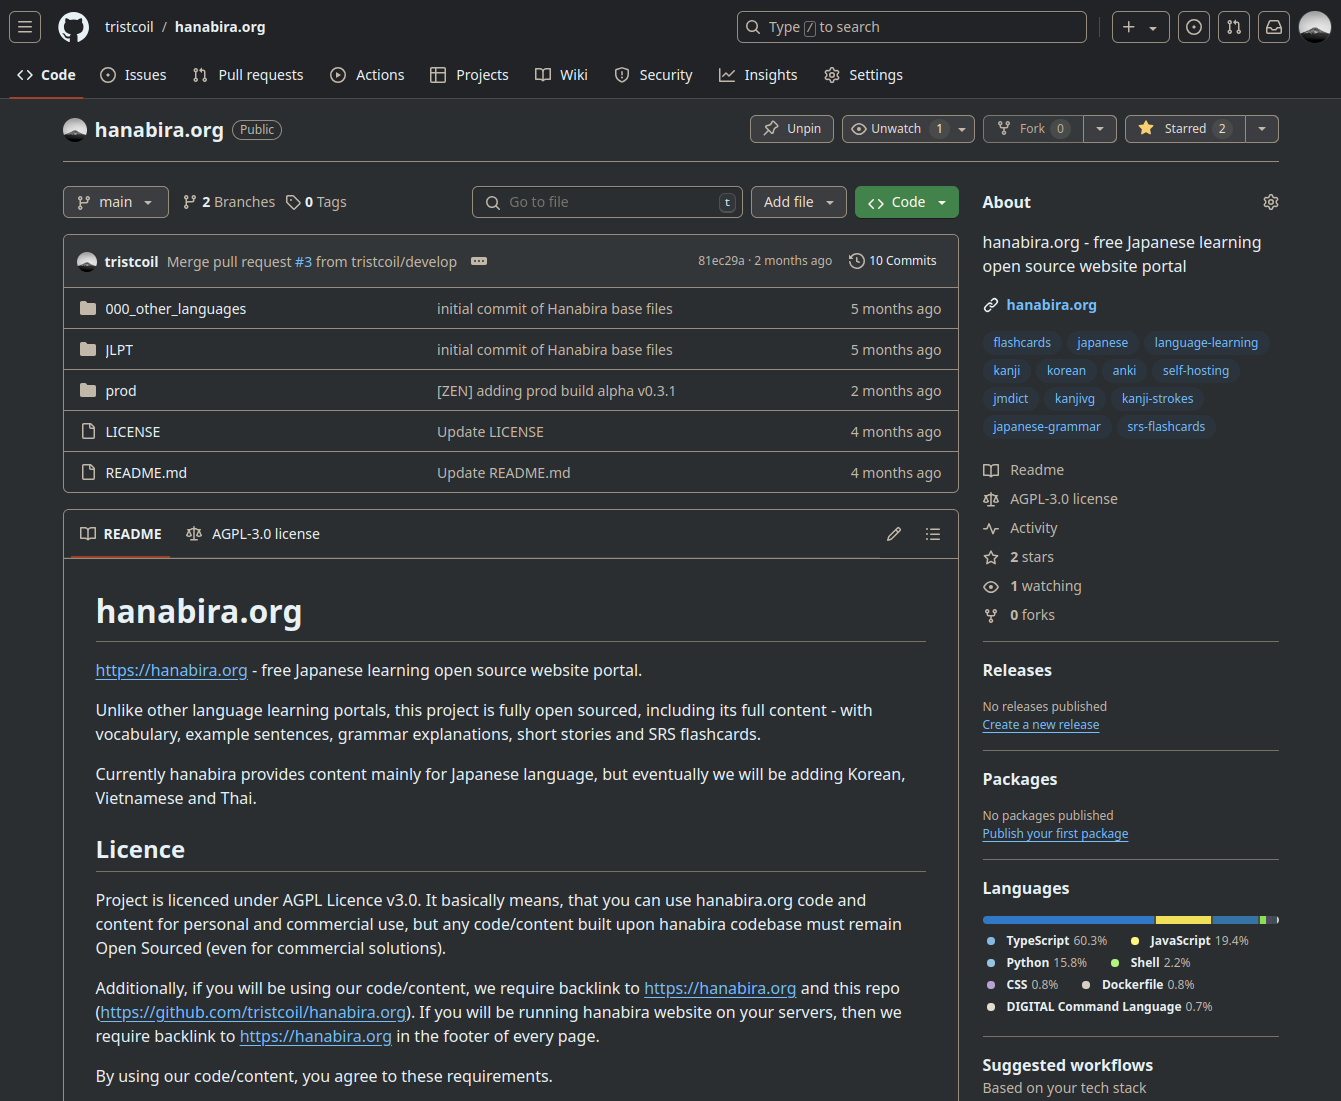 tristcoil / hanabira.org
Type / to search
Code
Issues
Pull requests
Actions
Projects
Wiki
Security
Insights
Settings
hanabira.org Public
Unpin
Unwatch 1
Fork 0
Starred 2
main
2 Branches
0 Tags
Go to file t
Add file
Code
tristcoil Merge pull request #3 from tristcoil/develop
81ec29a · 2 months ago
10 Commits
000_other_languages initial commit of Hanabira base files 5 months ago
JLPT initial commit of Hanabira base files 5 months ago
prod [ZEN] adding prod build alpha v0.3.1 2 months ago
LICENSE Update LICENSE 4 months ago
README.md Update README.md 4 months ago
README
AGPL-3.0 license
hanabira.org
https://hanabira.org - free Japanese learning open source website portal.
Unlike other language learning portals, this project is fully open sourced, including its full content - with
vocabulary, example sentences, grammar explanations, short stories and SRS flashcards.
Currently hanabira provides content mainly for Japanese language, but eventually we will be adding Korean,
Vietnamese and Thai.
Licence
Project is licenced under AGPL Licence v3.0. It basically means, that you can use hanabira.org code and
content for personal and commercial use, but any code/content built upon hanabira codebase must remain
Open Sourced (even for commercial solutions).
Additionally, if you will be using our code/content, we require backlink to https://hanabira.org and this repo
(https://github.com/tristcoil/hanabira.org). If you will be running hanabira website on your servers, then we
require backlink to https://hanabira.org in the footer of every page.
By using our code/content, you agree to these requirements.
About
hanabira.org - free Japanese learning
open source website portal
hanabira.org
flashcards japanese language-learning
kanji korean anki self-hosting
jmdict kanjivg kanji-strokes
japanese-grammar srs-flashcards
Readme
AGPL-3.0 license
Activity
2 stars
1 watching
0 forks
Releases
No releases published
Create a new release
Packages
No packages published
Publish your first package
Languages
TypeScript 60.3% JavaScript 19.4%
Python 15.8% Shell 2.2%
CSS 0.8% Dockerfile 0.8%
DIGITAL Command Language 0.7%
Suggested workflows
Based on your tech stack